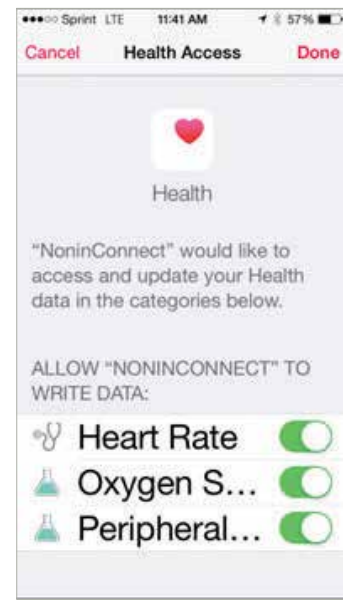 Sprint LTE 11:41 AM 57%
Cancel Health Access Done
Health
"NoninConnect" would like to
access and update your Health
data in the categories below.
ALLOW "NONINCONNECT" TO
WRITE DATA:
Heart Rate
Oxygen S...
Peripheral...